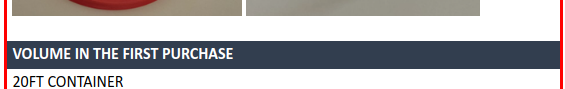 VOLUME IN THE FIRST PURCHASE
20FT CONTAINER